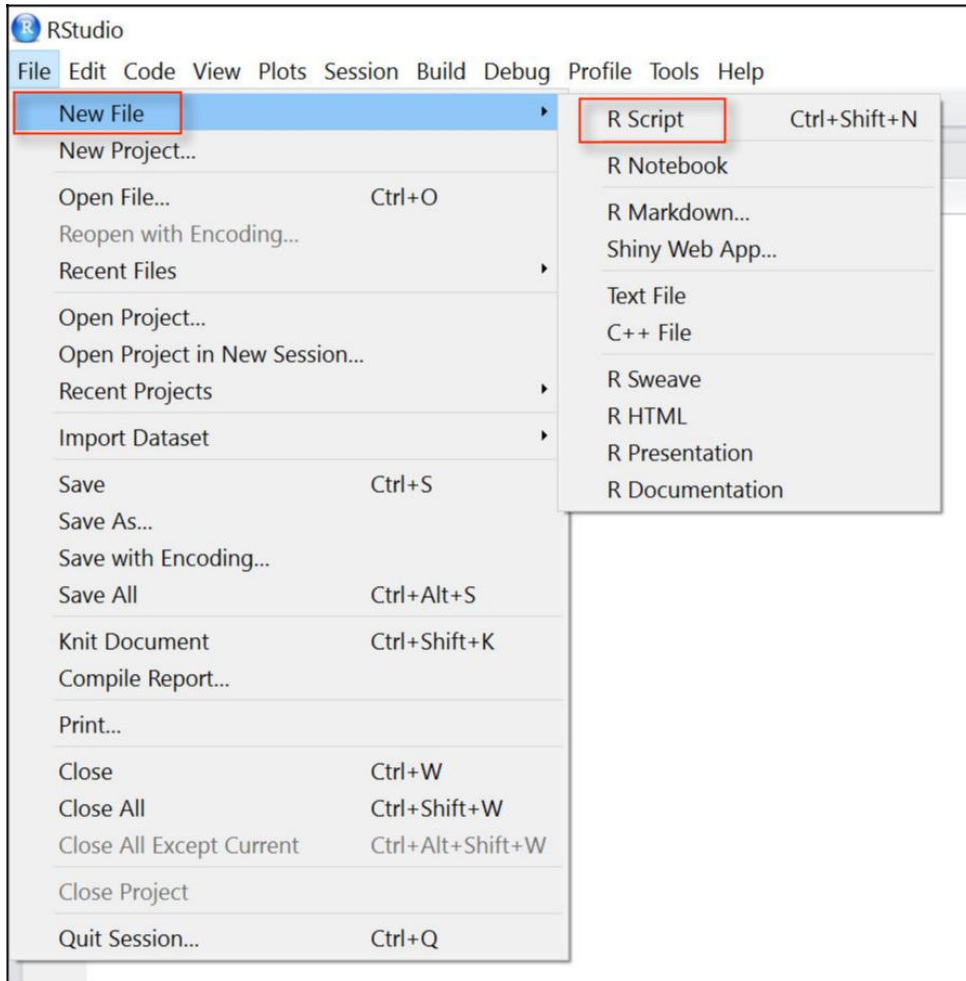 RStudio
File Edit Code View Plots Session Build Debug Profile Tools Help
New File
New Project...
Open File... Ctrl+O
Reopen with Encoding...
Recent Files
Open Project...
Open Project in New Session...
Recent Projects
Import Dataset
Save Ctrl+S
Save As...
Save with Encoding...
Save All Ctrl+Alt+S
Knit Document Ctrl+Shift+K
Compile Report...
Print...
Close Ctrl+W
Close All Ctrl+Shift+W
Close All Except Current Ctrl+Alt+Shift+W
Close Project
Quit Session... Ctrl+Q
R Script Ctrl+Shift+N
R Notebook
R Markdown...
Shiny Web App...
Text File
C++ File
R Sweave
R HTML
R Presentation
R Documentation